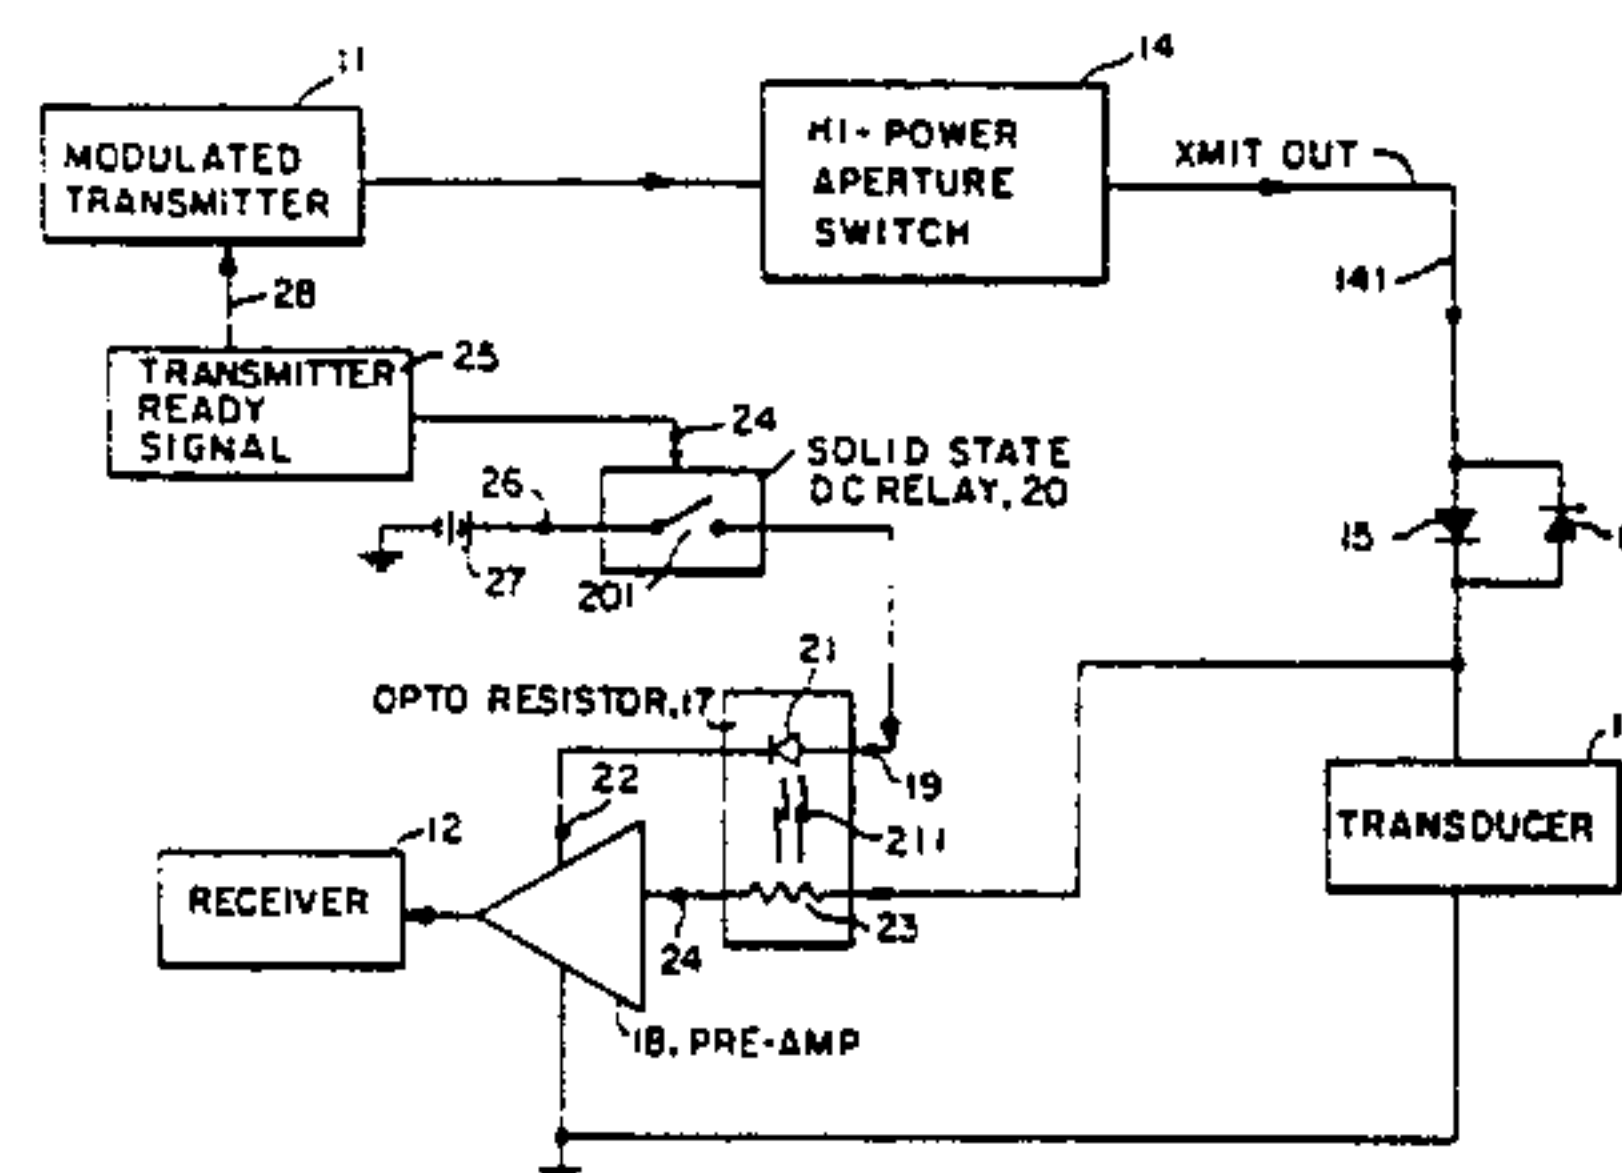 11
MODULATED
TRANSMITTER
14
HI-POWER
APERTURE
SWITCH
XMIT OUT
141
28
25
TRANSMITTER
READY
SIGNAL
24
SOLID STATE
DC RELAY, 20
26
27
201
15
21
OPTO RESISTOR, 17
19
22
211
12
RECEIVER
23
24
18, PRE-AMP
TRANSDUCER